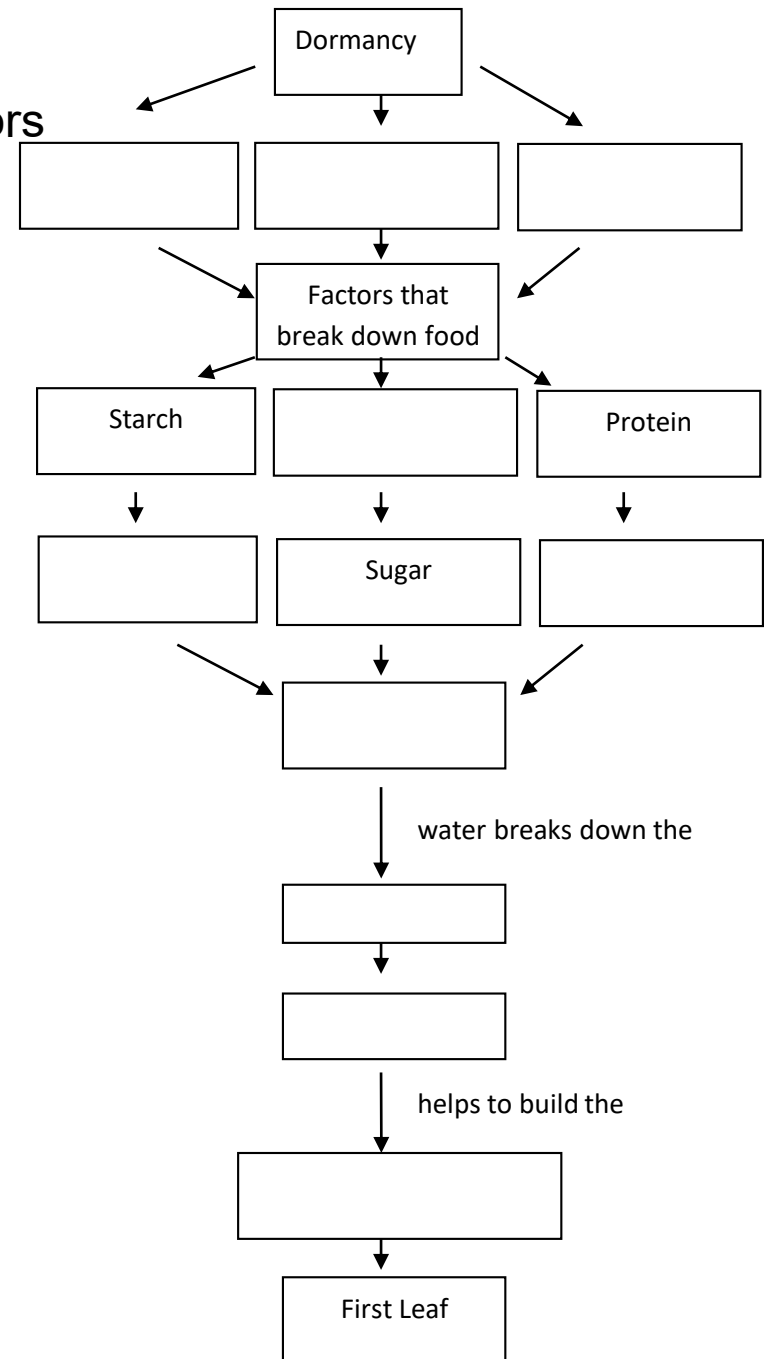 Dormancy
ors
Factors that
break down food
Starch
Protein
Sugar
water breaks down the
helps to build the
First Leaf